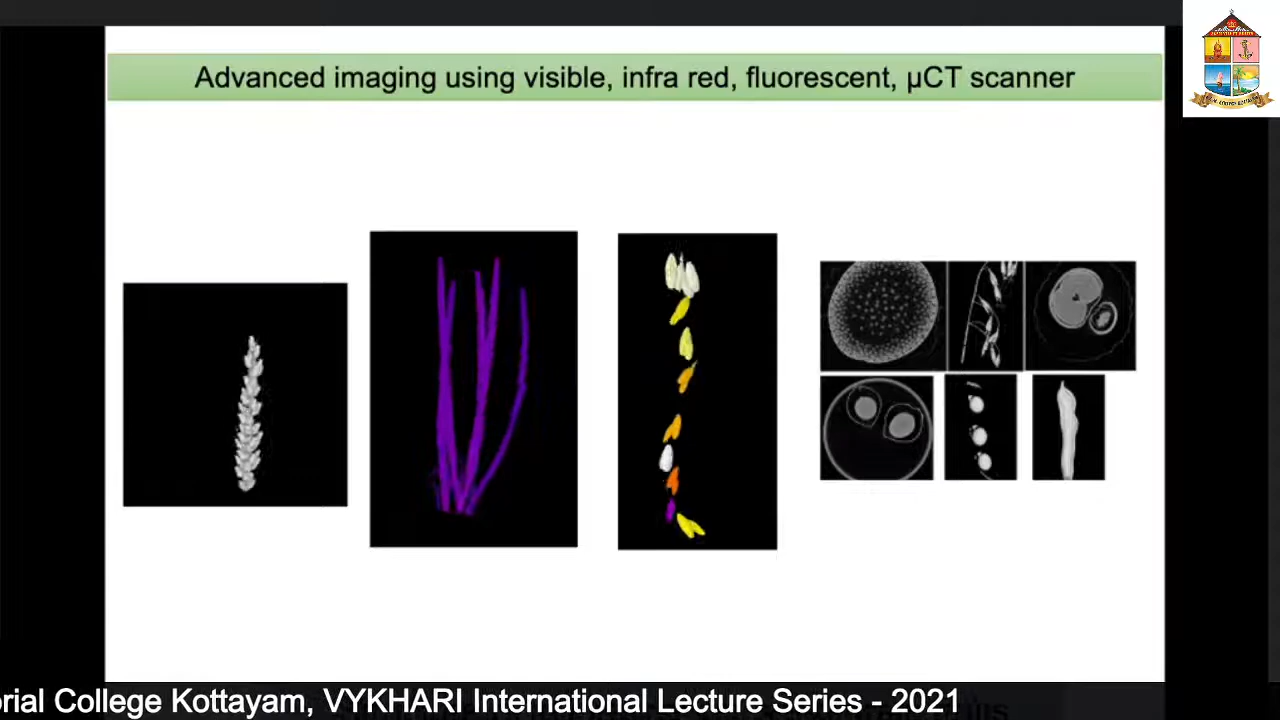 Advanced imaging using visible, infra red, fluorescent, µCT scanner
orial College Kottayam, VYKHARI International Lecture Series - 2021